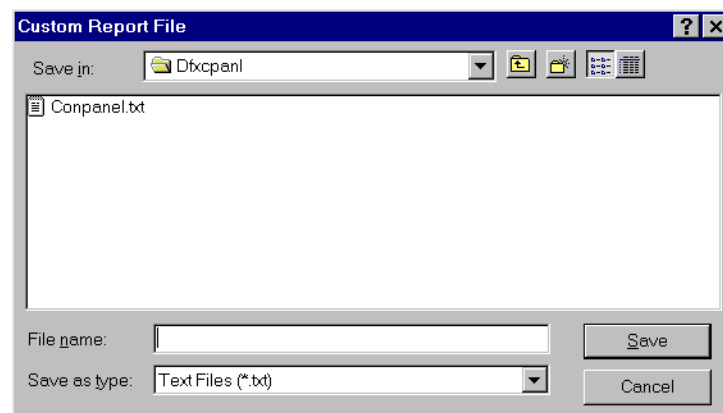 Custom Report File
Save in: Dfxcpanl
Conpanel.txt
File name: Save
Save as type: Text Files (*.txt) Cancel